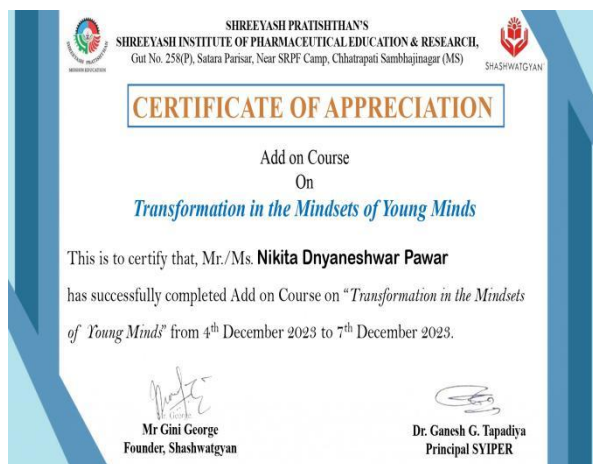 SHREEYASH PRATISHTHAN'S
SHREEYASH INSTITUTE OF PHARMACEUTICAL EDUCATION & RESEARCH,
Gut No. 258(P), Satara Parisar, Near SRPF Camp, Chhatrapati Sambhajinagar (MS)
MISSION EDUCATION
SHASHWATGYAN
CERTIFICATE OF APPRECIATION
Add on Course
On
Transformation in the Mindsets of Young Minds
This is to certify that, Mr./Ms. Nikita Dnyaneshwar Pawar
has successfully completed Add on Course on "Transformation in the Mindsets
of Young Minds" from 4th December 2023 to 7th December 2023.
Mr Gini George
Founder, Shashwatgyan
Dr. Ganesh G. Tapadiya
Principal SYIPER